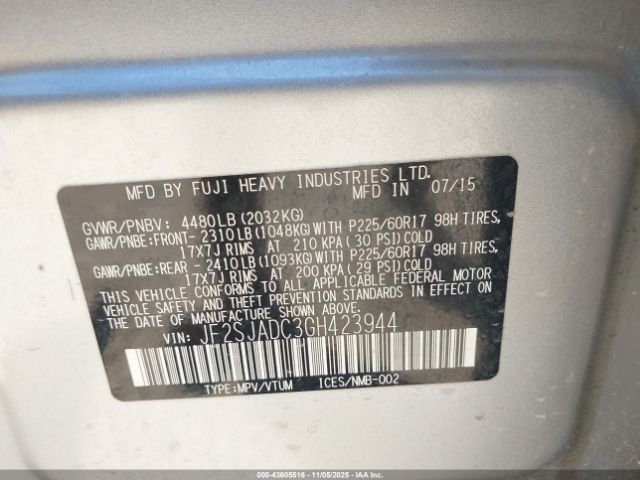 MFD BY FUJI HEAVY INDUSTRIES LTD.
MFD IN 07/15
GVWR/PNBV: 4480LB(2032KG)
GAWR/PNBE:FRONT- 2310LB(1048KG)WITH P225/60R17 98H TIRES,
17X7J RIMS AT 210 KPA( 30 PSI)COLD
GAWR/PNBE:REAR - 2410LB(1093KG)WITH P225/60R17 98H TIRES,
17X7J RIMS AT 200 KPA( 29 PSI)COLD
THIS VEHICLE CONFORMS TO ALL APPLICABLE FEDERAL MOTOR
VEHICLE SAFETY AND THEFT PREVENTION STANDARDS IN EFFECT
ON THE DATE OF MANUFACTURE SHOWN ABOVE.
VIN: JF2SJADC3GH423944
TYPE:MPV/VTUM ICES/NMB-002
000-43605516 - 11/05/2025 - IAAI.COM